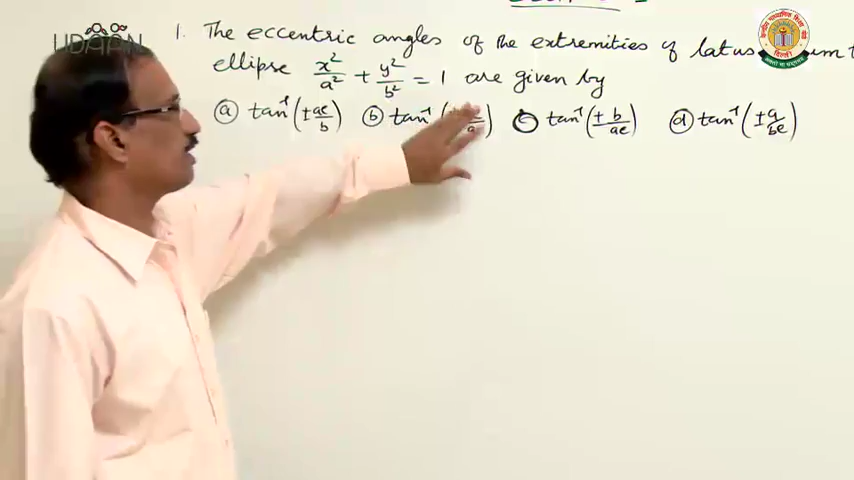 UDAAN
1. The eccentric angles of the extremities of latus
ellipse x²/a² + y²/b² = 1 are given by
(a) tan⁻¹(±ae/b) (b) tan⁻¹ (c) tan⁻¹(±b/ae) (d) tan⁻¹(±a/be)